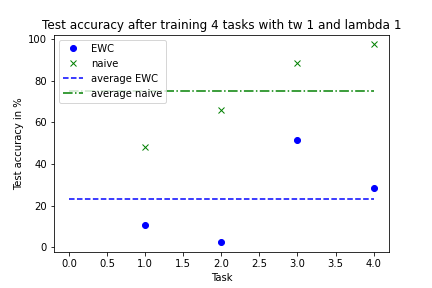 Test accuracy after training 4 tasks with tw 1 and lambda 1
EWC
naive
average EWC
average naive
Test accuracy in %
100
80
60
40
20
0
0.0 0.5 1.0 1.5 2.0 2.5 3.0 3.5 4.0
Task